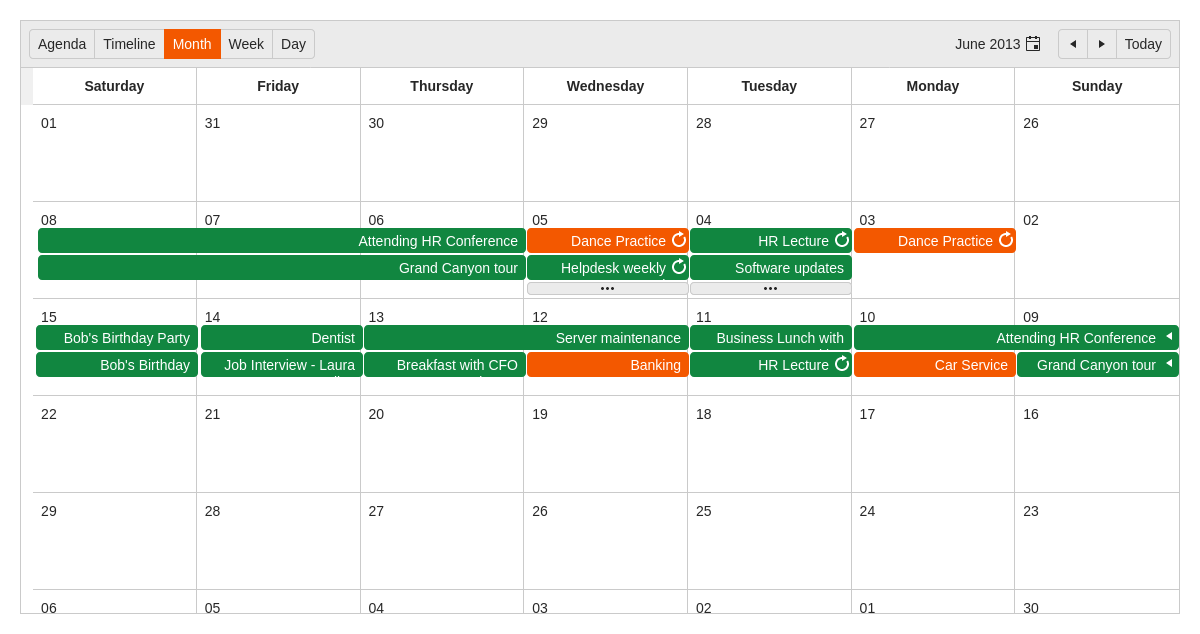 Agenda Timeline Month Week Day June 2013 Today
Saturday Friday Thursday Wednesday Tuesday Monday Sunday
01 31 30 29 28 27 26
08 07 06 05 04 03 02
Attending HR Conference Dance Practice HR Lecture Dance Practice
Grand Canyon tour Helpdesk weekly Software updates
15 14 13 12 11 10 09
Bob's Birthday Party Dentist Server maintenance Business Lunch with Attending HR Conference
Bob's Birthday Job Interview - Laura Breakfast with CFO Banking HR Lecture Car Service Grand Canyon tour
22 21 20 19 18 17 16
29 28 27 26 25 24 23
06 05 04 03 02 01 30